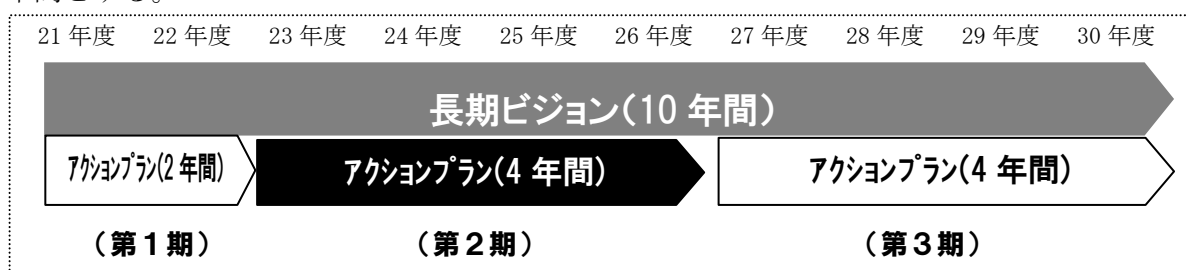 21 年度 22 年度 23 年度 24 年度 25 年度 26 年度 27 年度 28 年度 29 年度 30 年度
長期ビジョン(10 年間)
アクションプラン(2 年間) アクションプラン(4 年間) アクションプラン(4 年間)
(第1期) (第2期) (第3期)